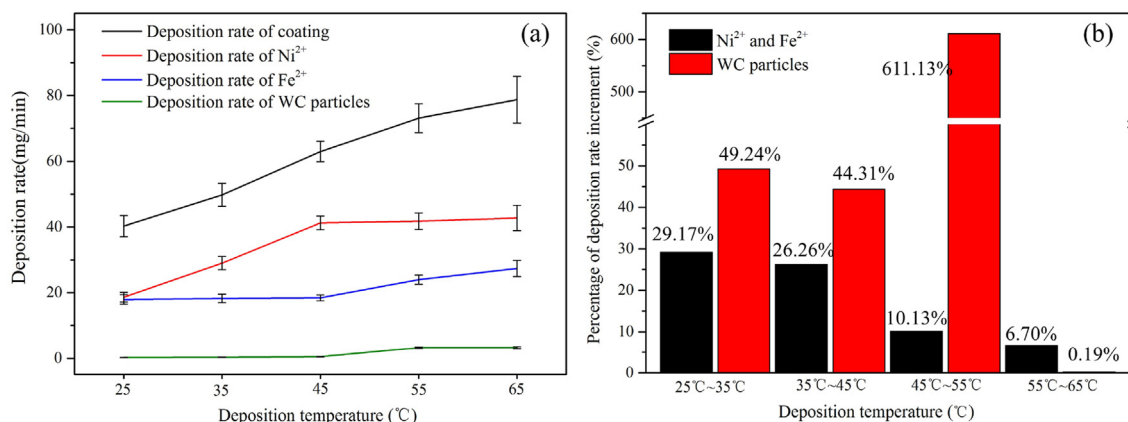 (a)
Deposition rate of coating
Deposition rate of Ni²⁺
Deposition rate of Fe²⁺
Deposition rate of WC particles
Deposition rate(mg/min)
100
80
60
40
20
0
25
35
45
55
65
Deposition temperature (℃)
(b)
Ni²⁺ and Fe²⁺
WC particles
Percentage of deposition rate increment (%)
600
500
50
40
30
20
10
0
29.17%
49.24%
26.26%
44.31%
10.13%
611.13%
6.70%
0.19%
25℃~35℃
35℃~45℃
45℃~55℃
55℃~65℃
Deposition temperature (℃)